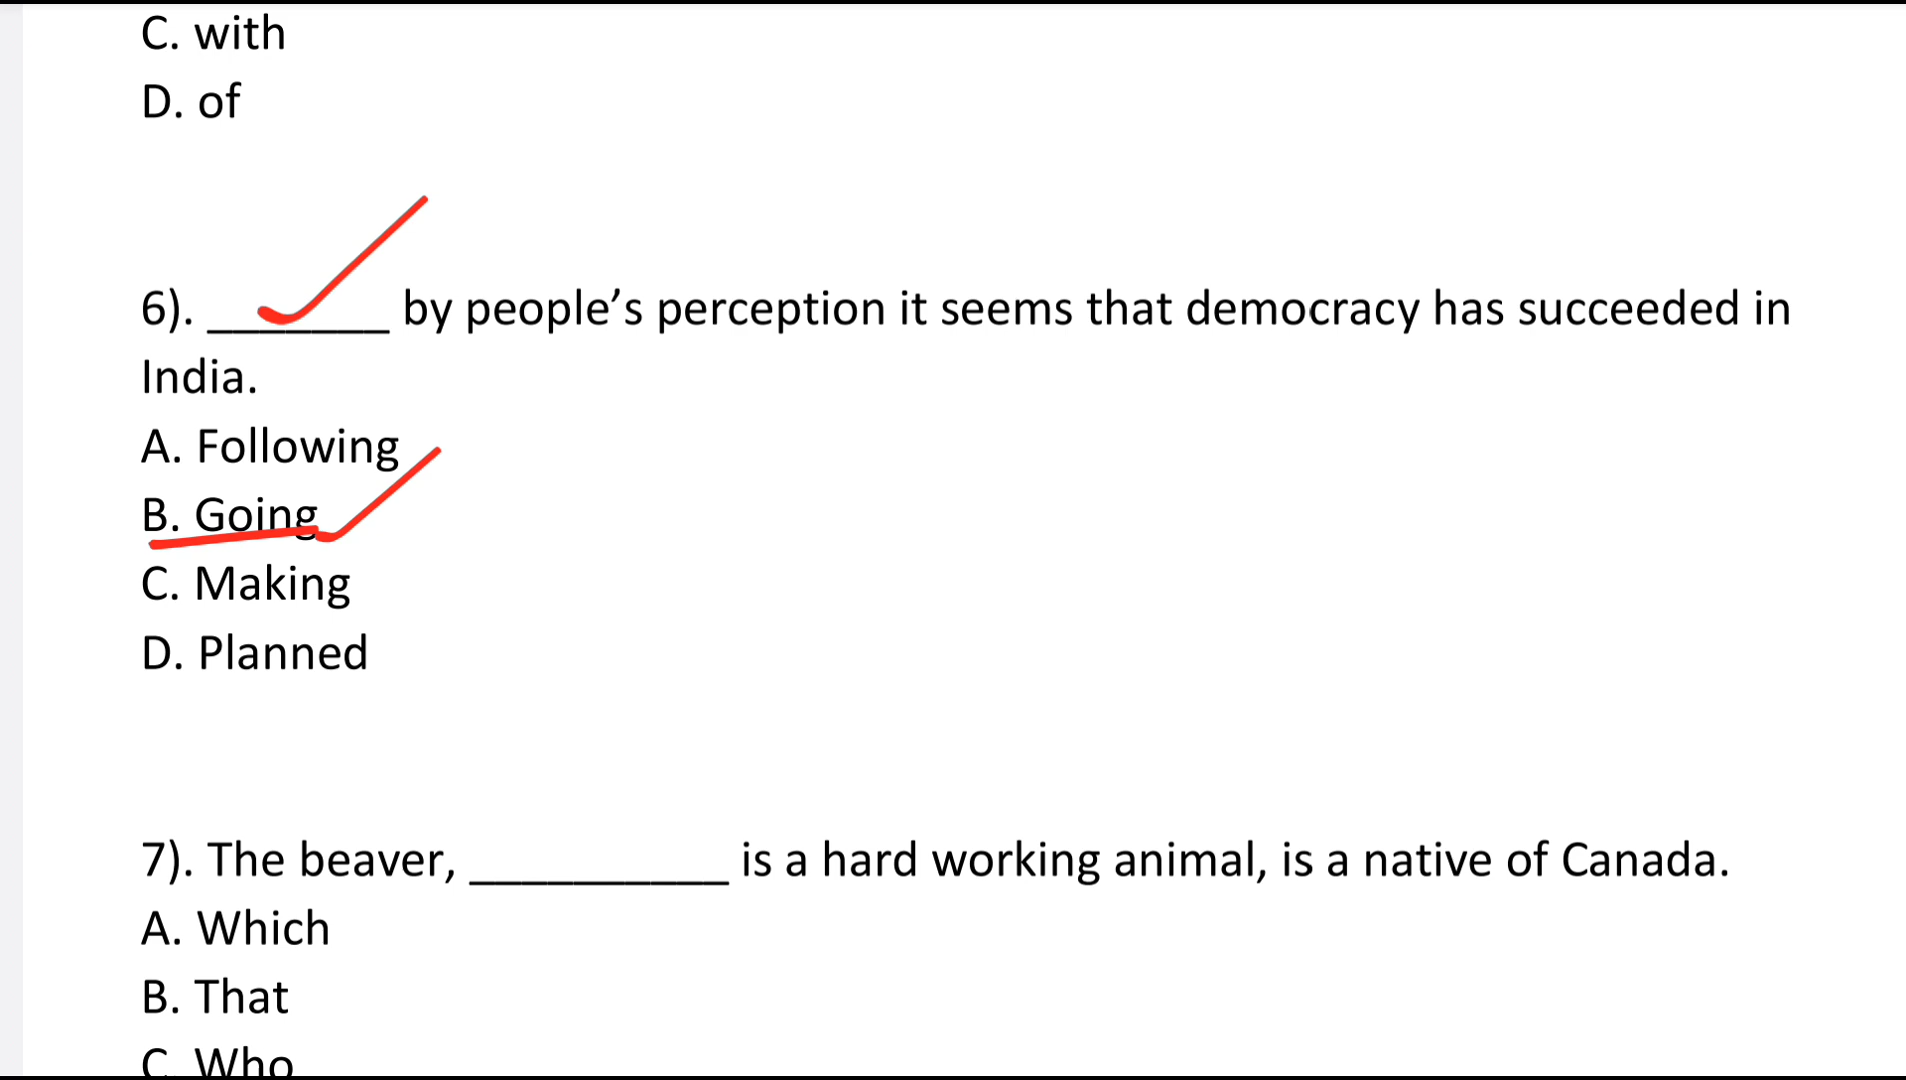 C. with
D. of
6). _______ by people’s perception it seems that democracy has succeeded in
India.
A. Following
B. Going
C. Making
D. Planned
7). The beaver, __________ is a hard working animal, is a native of Canada.
A. Which
B. That
C. Who